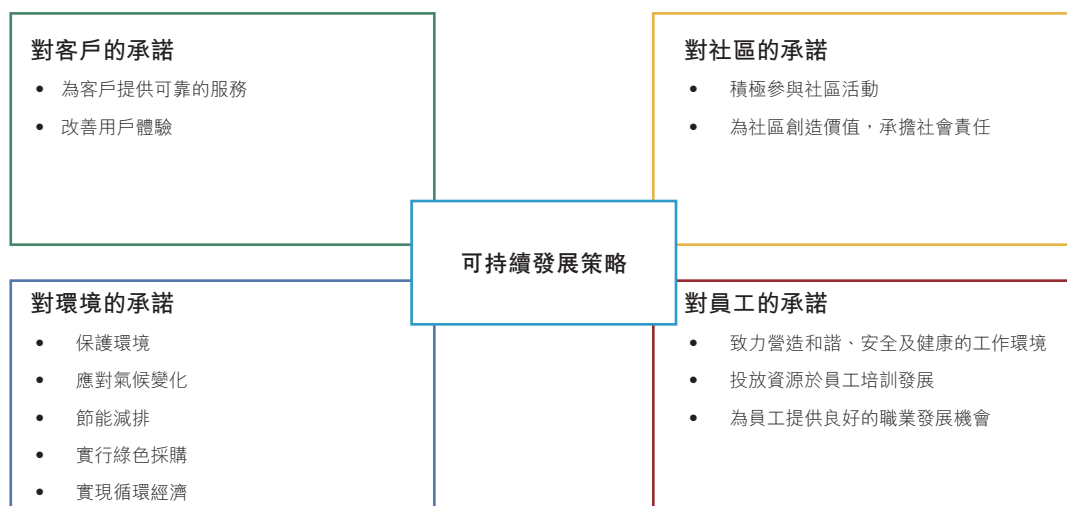 對客戶的承諾
• 為客戶提供可靠的服務
• 改善用戶體驗
對社區的承諾
• 積極參與社區活動
• 為社區創造價值，承擔社會責任
可持續發展策略
對環境的承諾
• 保護環境
• 應對氣候變化
• 節能減排
• 實行綠色採購
• 實現循環經濟
對員工的承諾
• 致力營造和諧、安全及健康的工作環境
• 投放資源於員工培訓發展
• 為員工提供良好的職業發展機會